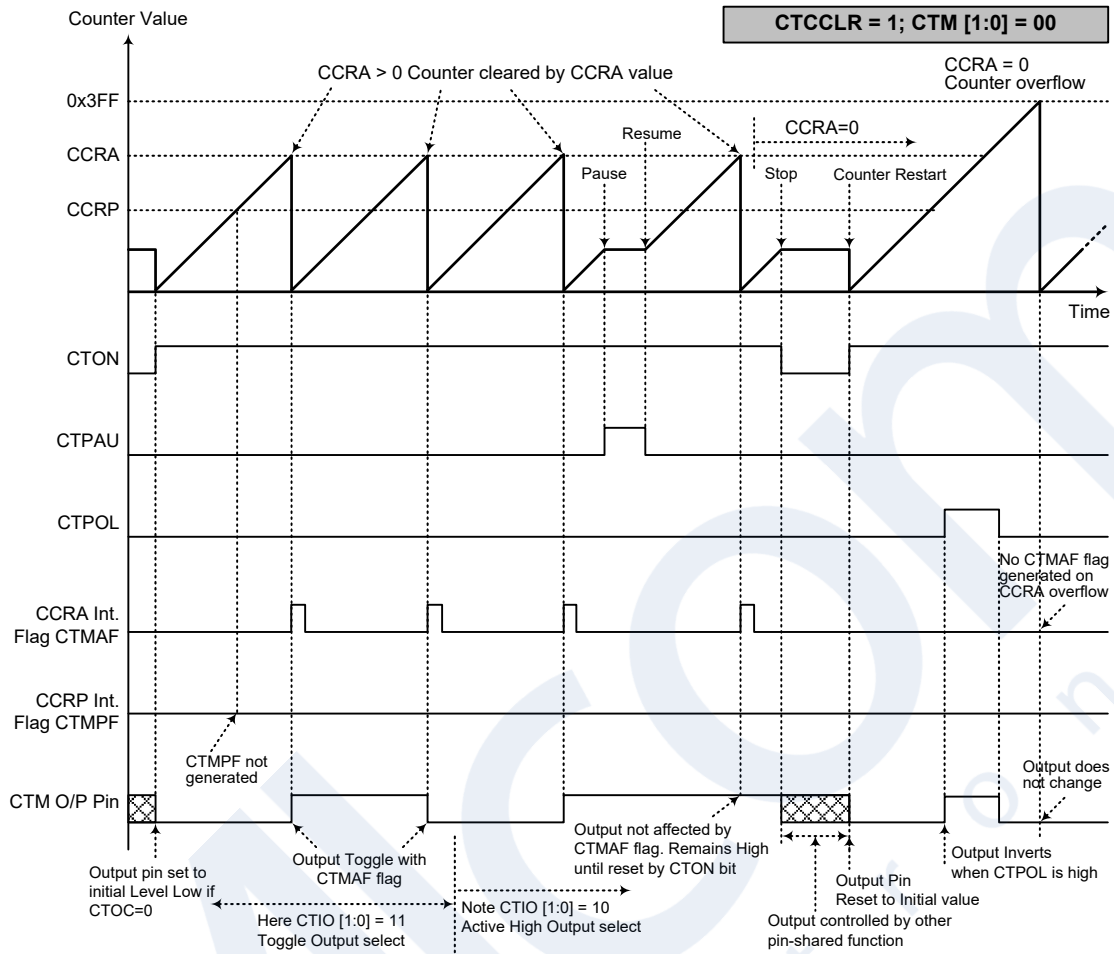 Counter Value
CTCCLR = 1; CTM [1:0] = 00
CCRA > 0 Counter cleared by CCRA value
CCRA = 0
Counter overflow
0x3FF
CCRA
CCRP
Resume
CCRA=0
Pause
Stop
Counter Restart
Time
CTON
CTPAU
CTPOL
No CTMAF flag
generated on
CCRA overflow
CCRA Int.
Flag CTMAF
CCRP Int.
Flag CTMPF
CTMPF not
generated
CTM O/P Pin
Output does
not change
Output pin set to
initial Level Low if
CTOC=0
Output Toggle with
CTMAF flag
Output not affected by
CTMAF flag. Remains High
until reset by CTON bit
Output Inverts
when CTPOL is high
Output Pin
Reset to Initial value
Here CTIO [1:0] = 11
Toggle Output select
Note CTIO [1:0] = 10
Active High Output select
Output controlled by other
pin-shared function